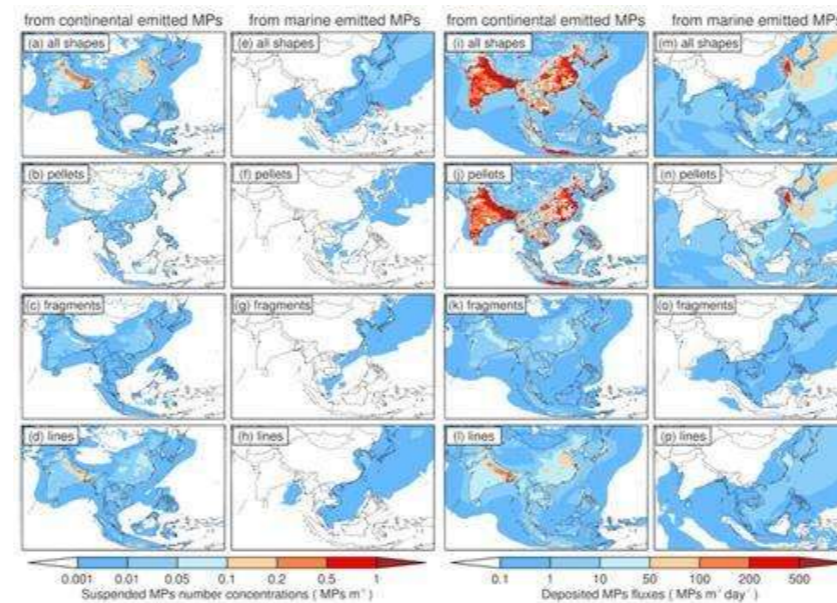 from continental emitted MPs from marine emitted MPs from continental emitted MPs from marine emitted MPs
(a) all shapes (e) all shapes (i) all shapes (m) all shapes
(b) pellets (f) pellets (j) pellets (n) pellets
(c) fragments (g) fragments (k) fragments (o) fragments
(d) lines (h) lines (l) lines (p) lines
0.001 0.01 0.05 0.1 0.2 0.5 1 0.1 1 10 50 100 200 500
Suspended MPs number concentrations ( MPs m⁻ ) Deposited MPs fluxes ( MPs m⁻ day⁻ )